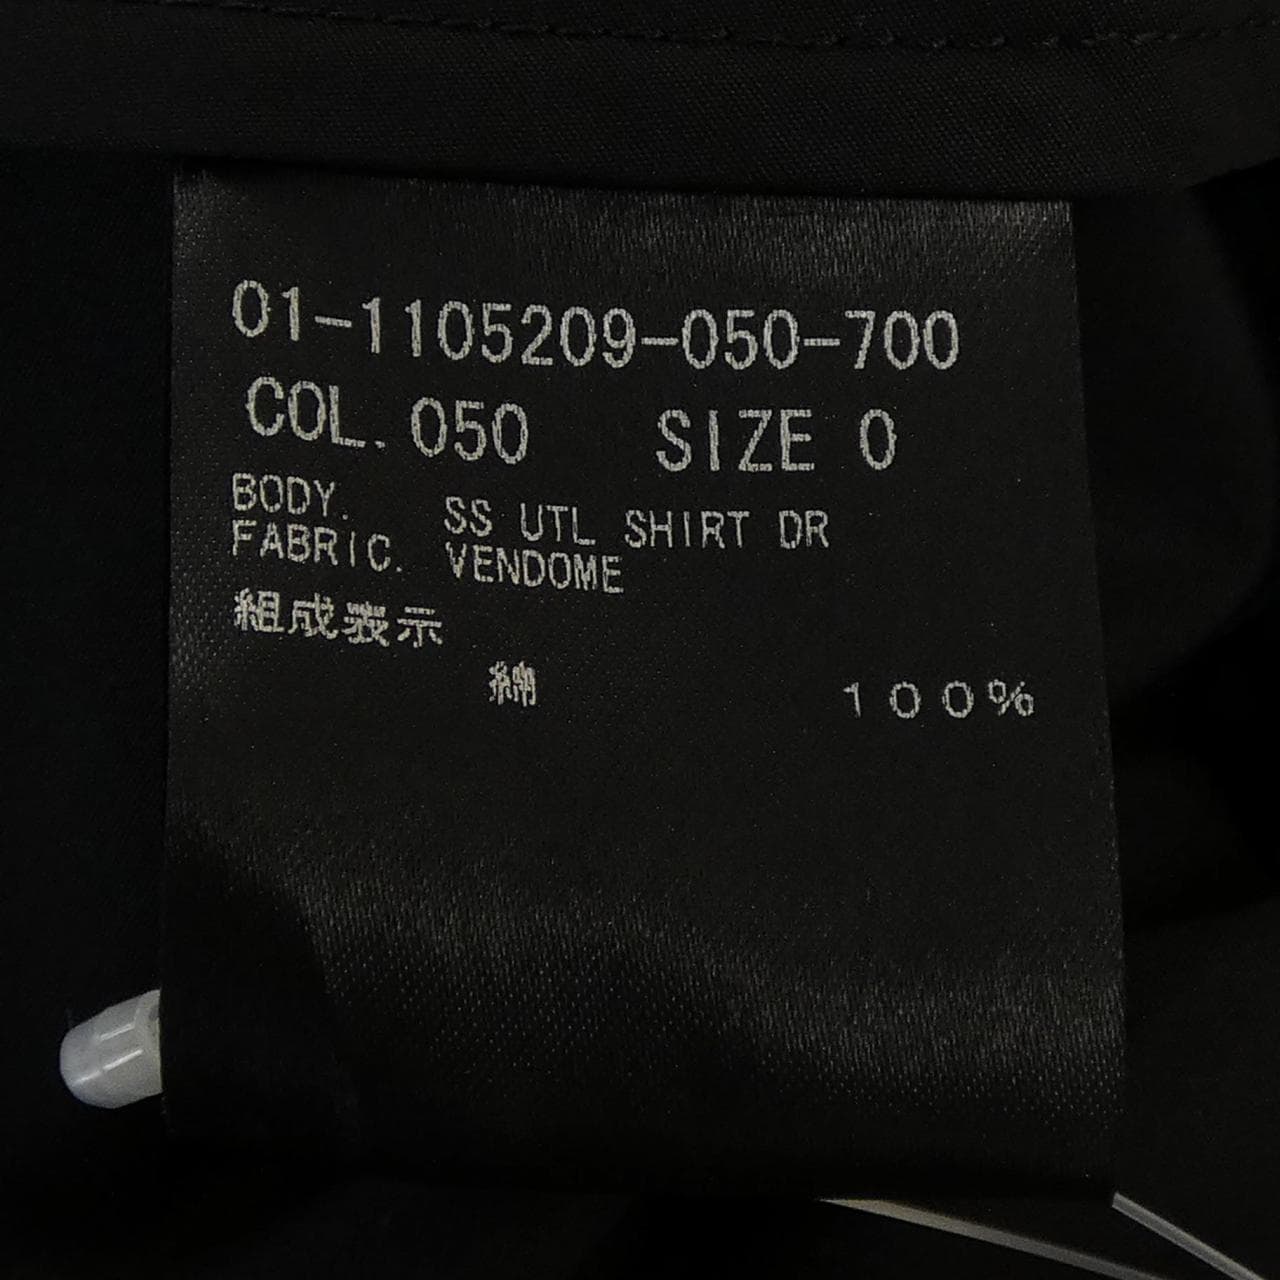 01-1105209-050-700
COL. 050 SIZE 0
BODY. SS UTL SHIRT DR
FABRIC. VENDOME
組成表示
綿 100%